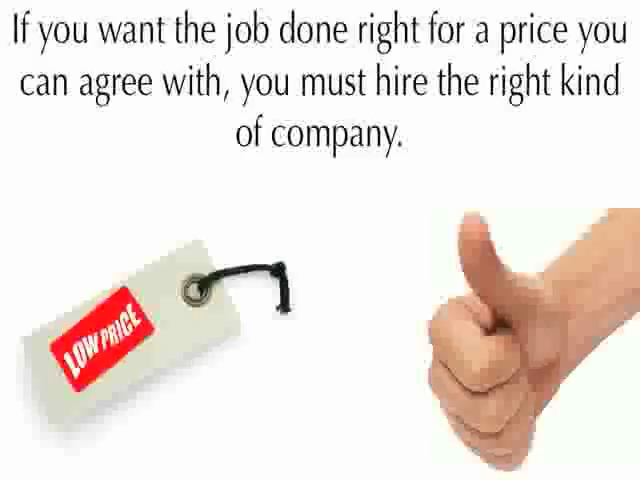 If you want the job done right for a price you
can agree with, you must hire the right kind
of company.
LOW PRICE